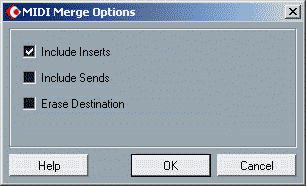 MIDI Merge Options
Include Inserts
Include Sends
Erase Destination
Help OK Cancel